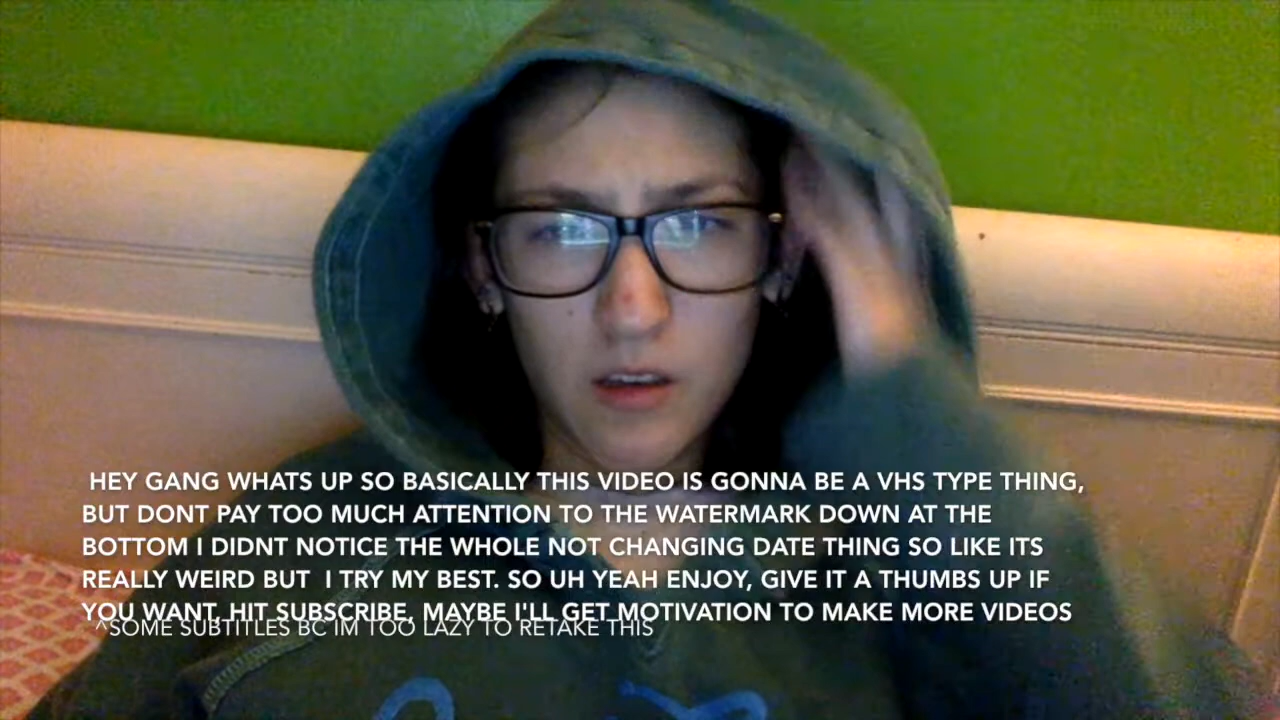 HEY GANG WHATS UP SO BASICALLY THIS VIDEO IS GONNA BE A VHS TYPE THING,
BUT DONT PAY TOO MUCH ATTENTION TO THE WATERMARK DOWN AT THE
BOTTOM I DIDNT NOTICE THE WHOLE NOT CHANGING DATE THING SO LIKE ITS
REALLY WEIRD BUT  I TRY MY BEST. SO UH YEAH ENJOY, GIVE IT A THUMBS UP IF
YOU WANT, HIT SUBSCRIBE, MAYBE I'LL GET MOTIVATION TO MAKE MORE VIDEOS
^SOME SUBTITLES BC IM TOO LAZY TO RETAKE THIS